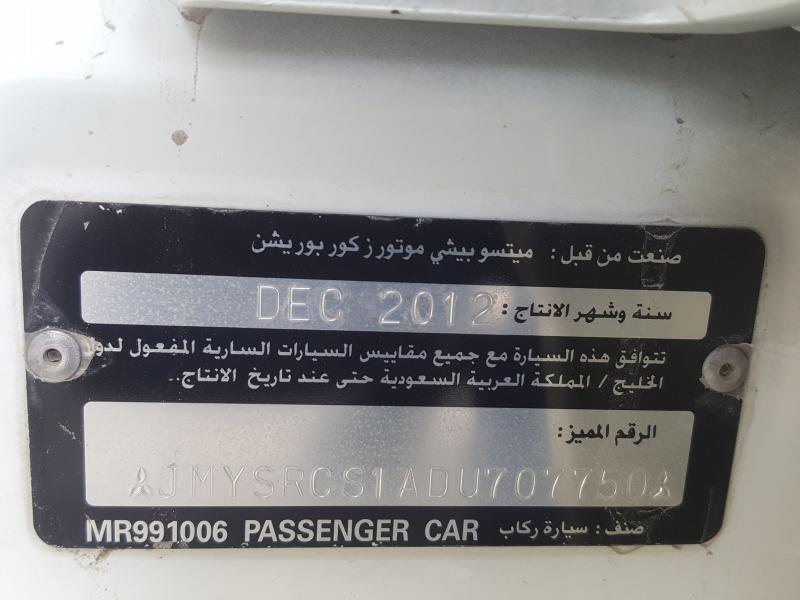 صنعت من قبل: ميتسو بيشي موتورز كور بوريشن
سنة وشهر الانتاج: DEC 2012
تتوافق هذه السيارة مع جميع مقاييس السيارات السارية المفعول لدول
الخليج / المملكة العربية السعودية حتى عند تاريخ الانتاج..
الرقم المميز:
JMYSRCS1ADU707750
MR991006 PASSENGER CAR صنف: سيارة ركاب